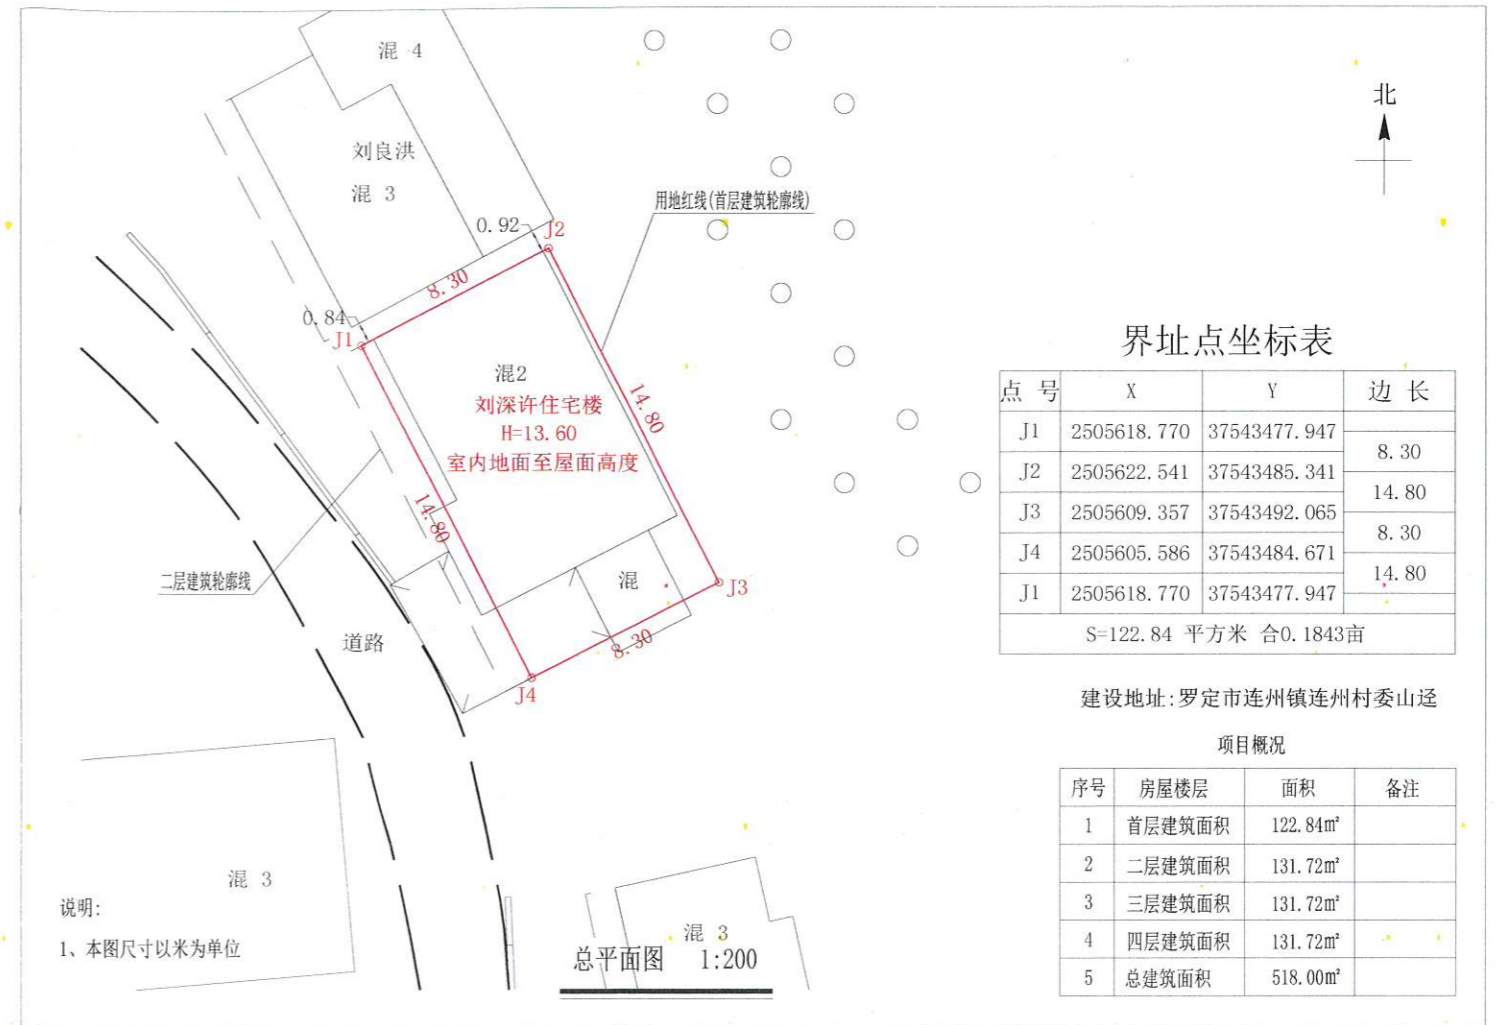 混 4
北
刘良洪
混 3
用地红线(首层建筑轮廓线)
0.92
J2
8.30
0.84
J1
混2
刘深许住宅楼
H=13.60
室内地面至屋面高度
14.80
14.80
二层建筑轮廓线
道路
混
J3
8.30
J4
界址点坐标表
点 号 X Y 边 长
J1 2505618.770 37543477.947
8.30
J2 2505622.541 37543485.341
14.80
J3 2505609.357 37543492.065
8.30
J4 2505605.586 37543484.671
14.80
J1 2505618.770 37543477.947
S=122.84 平方米 合0.1843亩
建设地址:罗定市连州镇连州村委山迳
项目概况
序号 房屋楼层 面积 备注
1 首层建筑面积 122.84m²
2 二层建筑面积 131.72m²
3 三层建筑面积 131.72m²
4 四层建筑面积 131.72m²
5 总建筑面积 518.00m²
混 3
说明:
1、本图尺寸以米为单位
混 3
总平面图 1:200